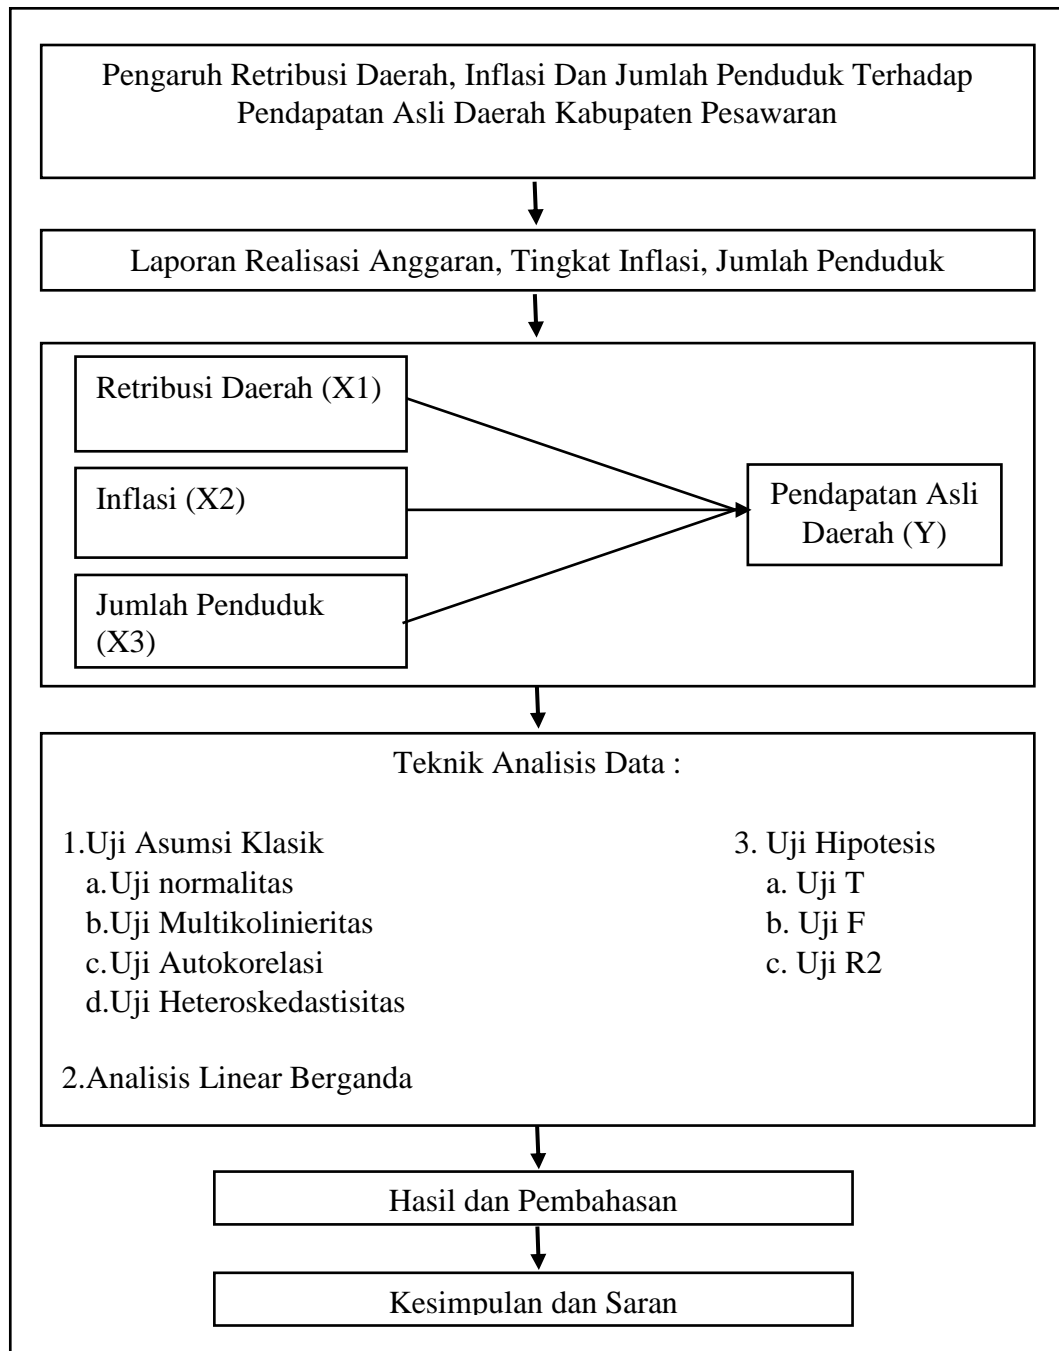 Pengaruh Retribusi Daerah, Inflasi Dan Jumlah Penduduk Terhadap
Pendapatan Asli Daerah Kabupaten Pesawaran
Laporan Realisasi Anggaran, Tingkat Inflasi, Jumlah Penduduk
Retribusi Daerah (X1)
Inflasi (X2)
Jumlah Penduduk
(X3)
Pendapatan Asli
Daerah (Y)
Teknik Analisis Data :
1.Uji Asumsi Klasik
a.Uji normalitas
b.Uji Multikolinieritas
c.Uji Autokorelasi
d.Uji Heteroskedastisitas
2.Analisis Linear Berganda
3. Uji Hipotesis
a. Uji T
b. Uji F
c. Uji R2
Hasil dan Pembahasan
Kesimpulan dan Saran